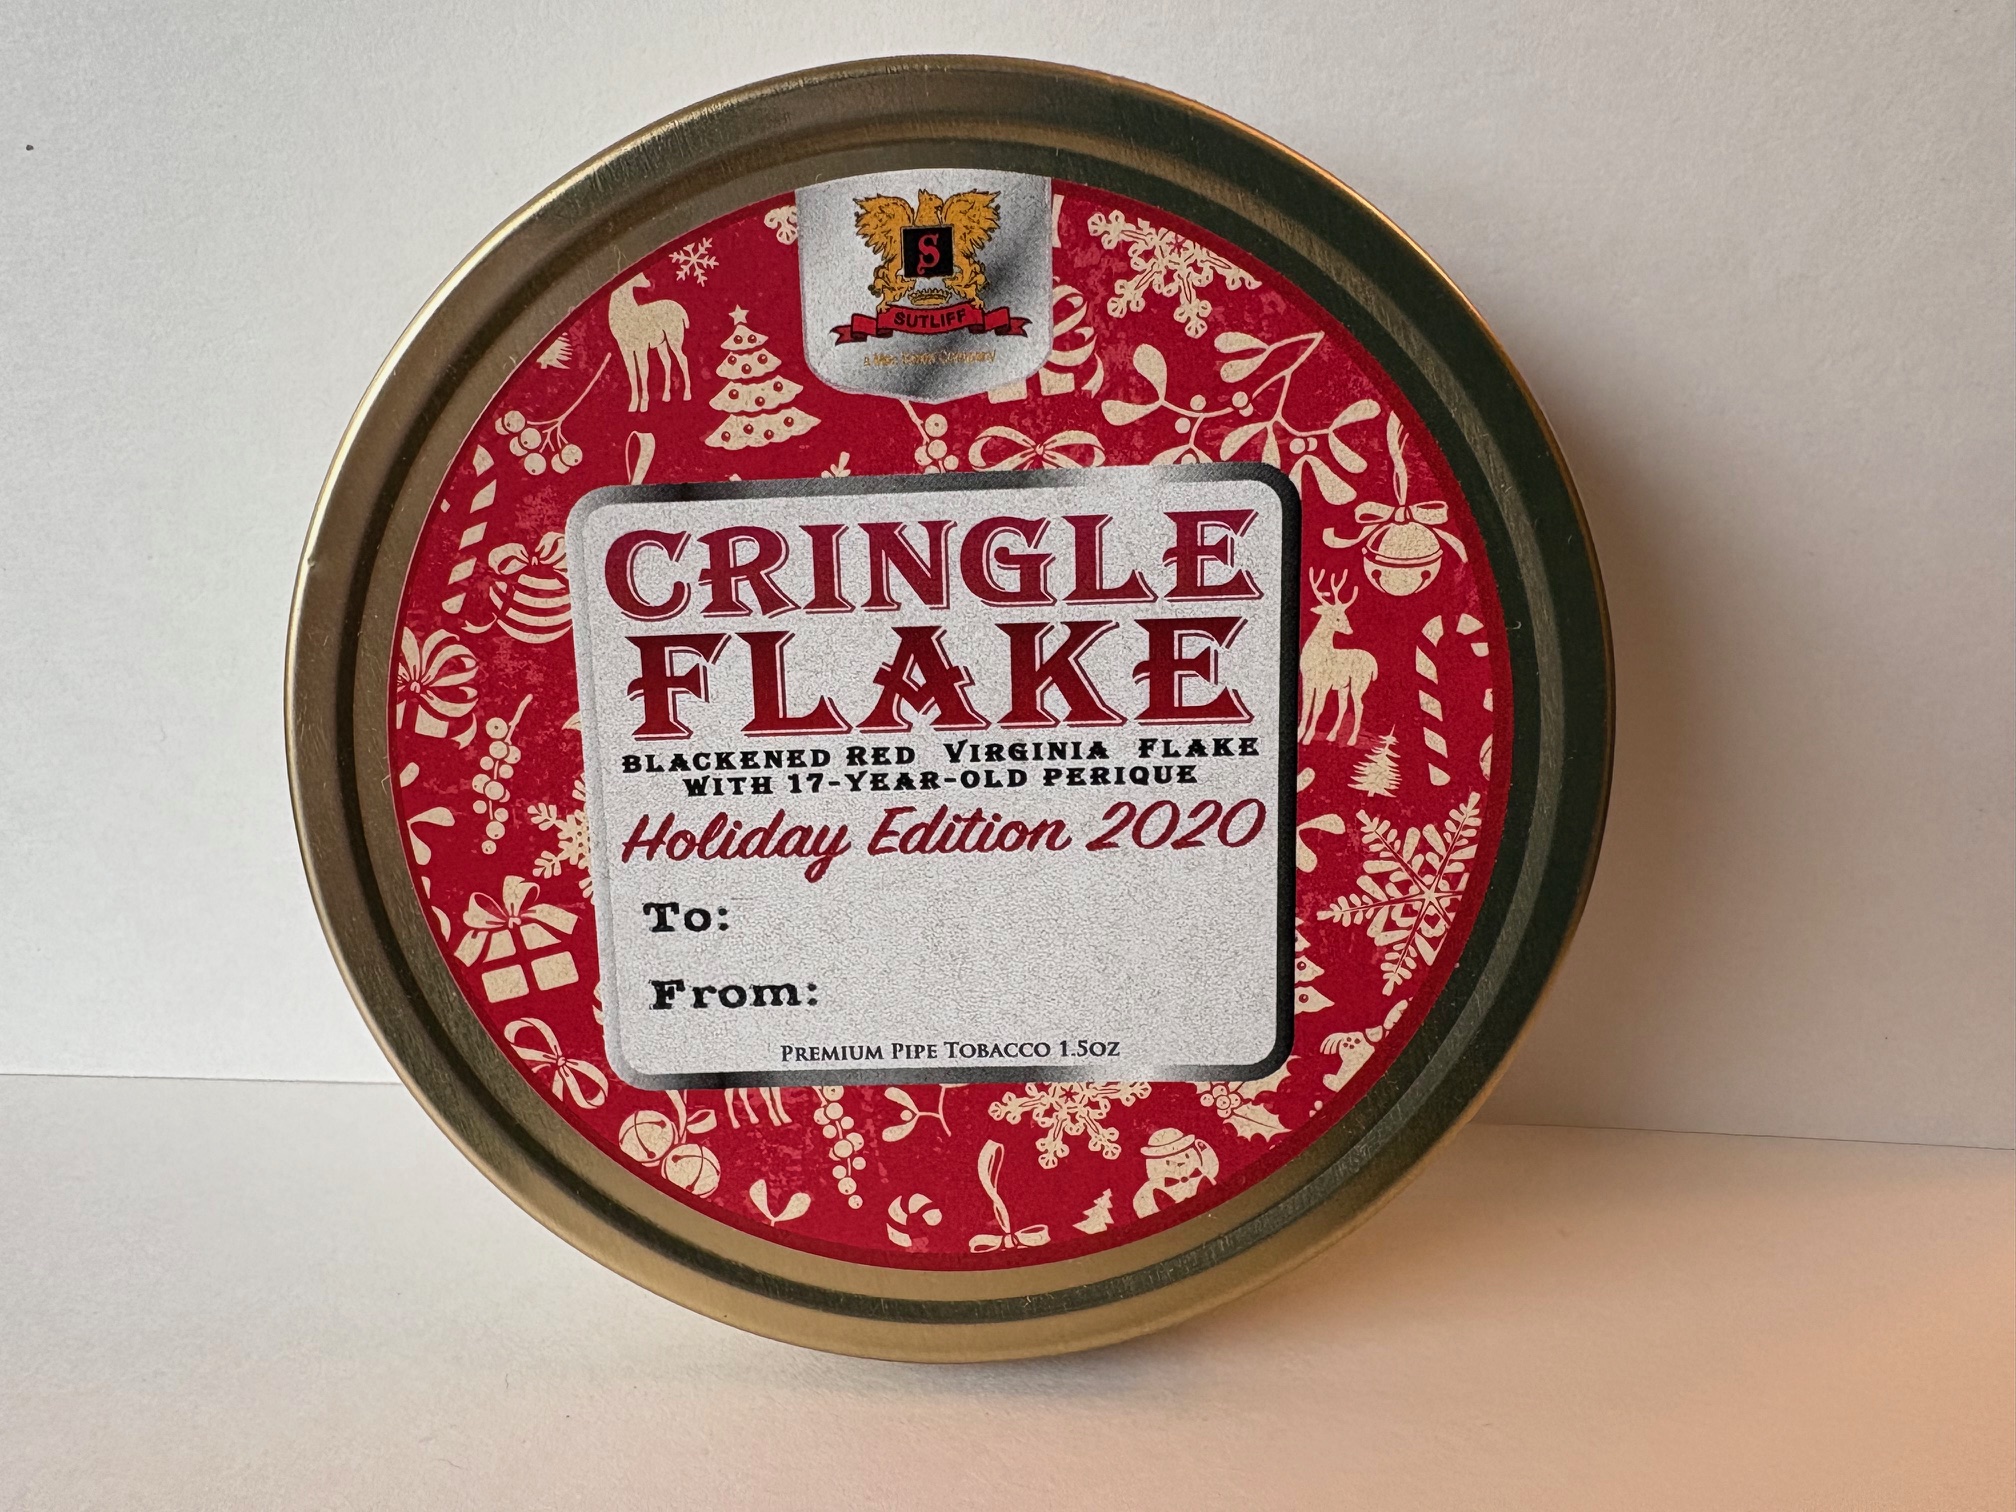 S
SUTLIFF
CRINGLE
FLAKE
BLACKENED RED VIRGINIA FLAKE
WITH 17-YEAR-OLD PERIQUE
Holiday Edition 2020
To:
From:
PREMIUM PIPE TOBACCO 1.5OZ